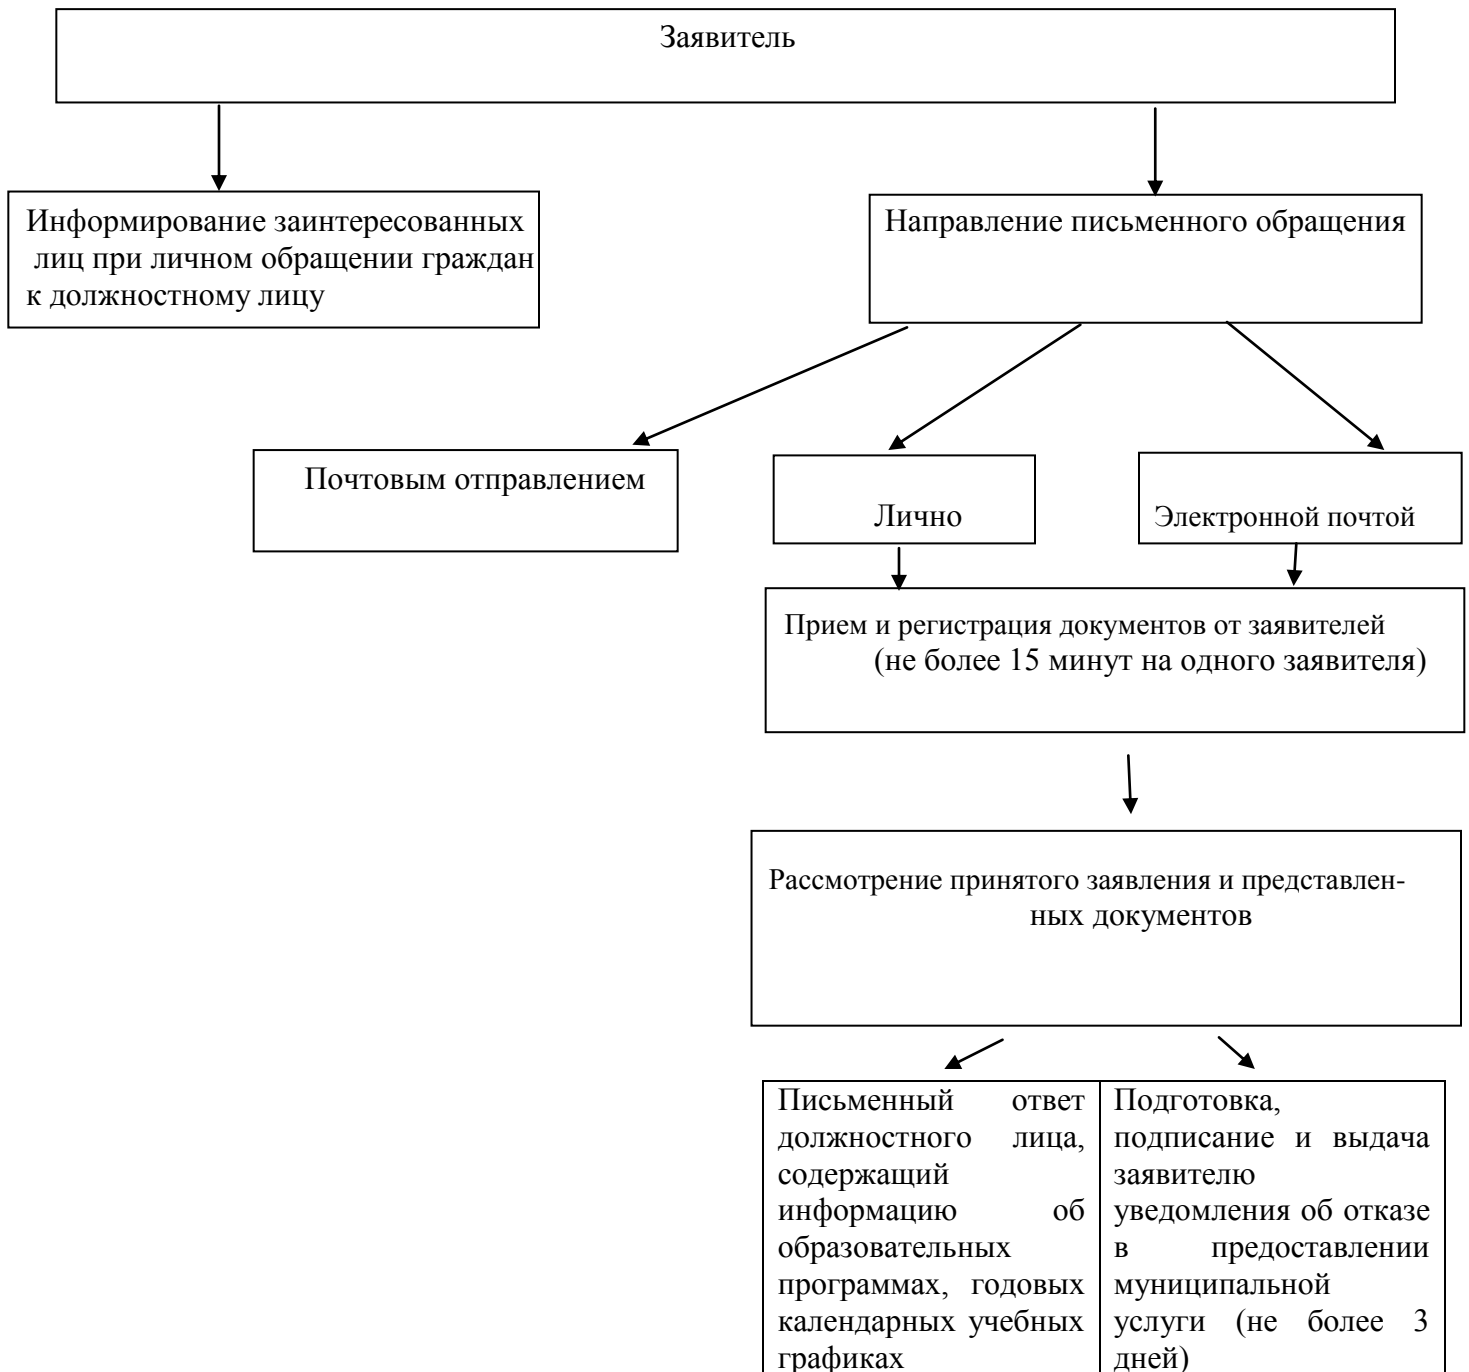 Заявитель
Информирование заинтересованных
лиц при личном обращении граждан
к должностному лицу
Направление письменного обращения
Почтовым отправлением
Лично
Электронной почтой
Прием и регистрация документов от заявителей
(не более 15 минут на одного заявителя)
Рассмотрение принятого заявления и представлен-
ных документов
Письменный ответ
должностного лица,
содержащий
информацию об
образовательных
программах, годовых
календарных учебных
графиках
Подготовка,
подписание и выдача
заявителю
уведомления об отказе
в предоставлении
муниципальной
услуги (не более 3
дней)